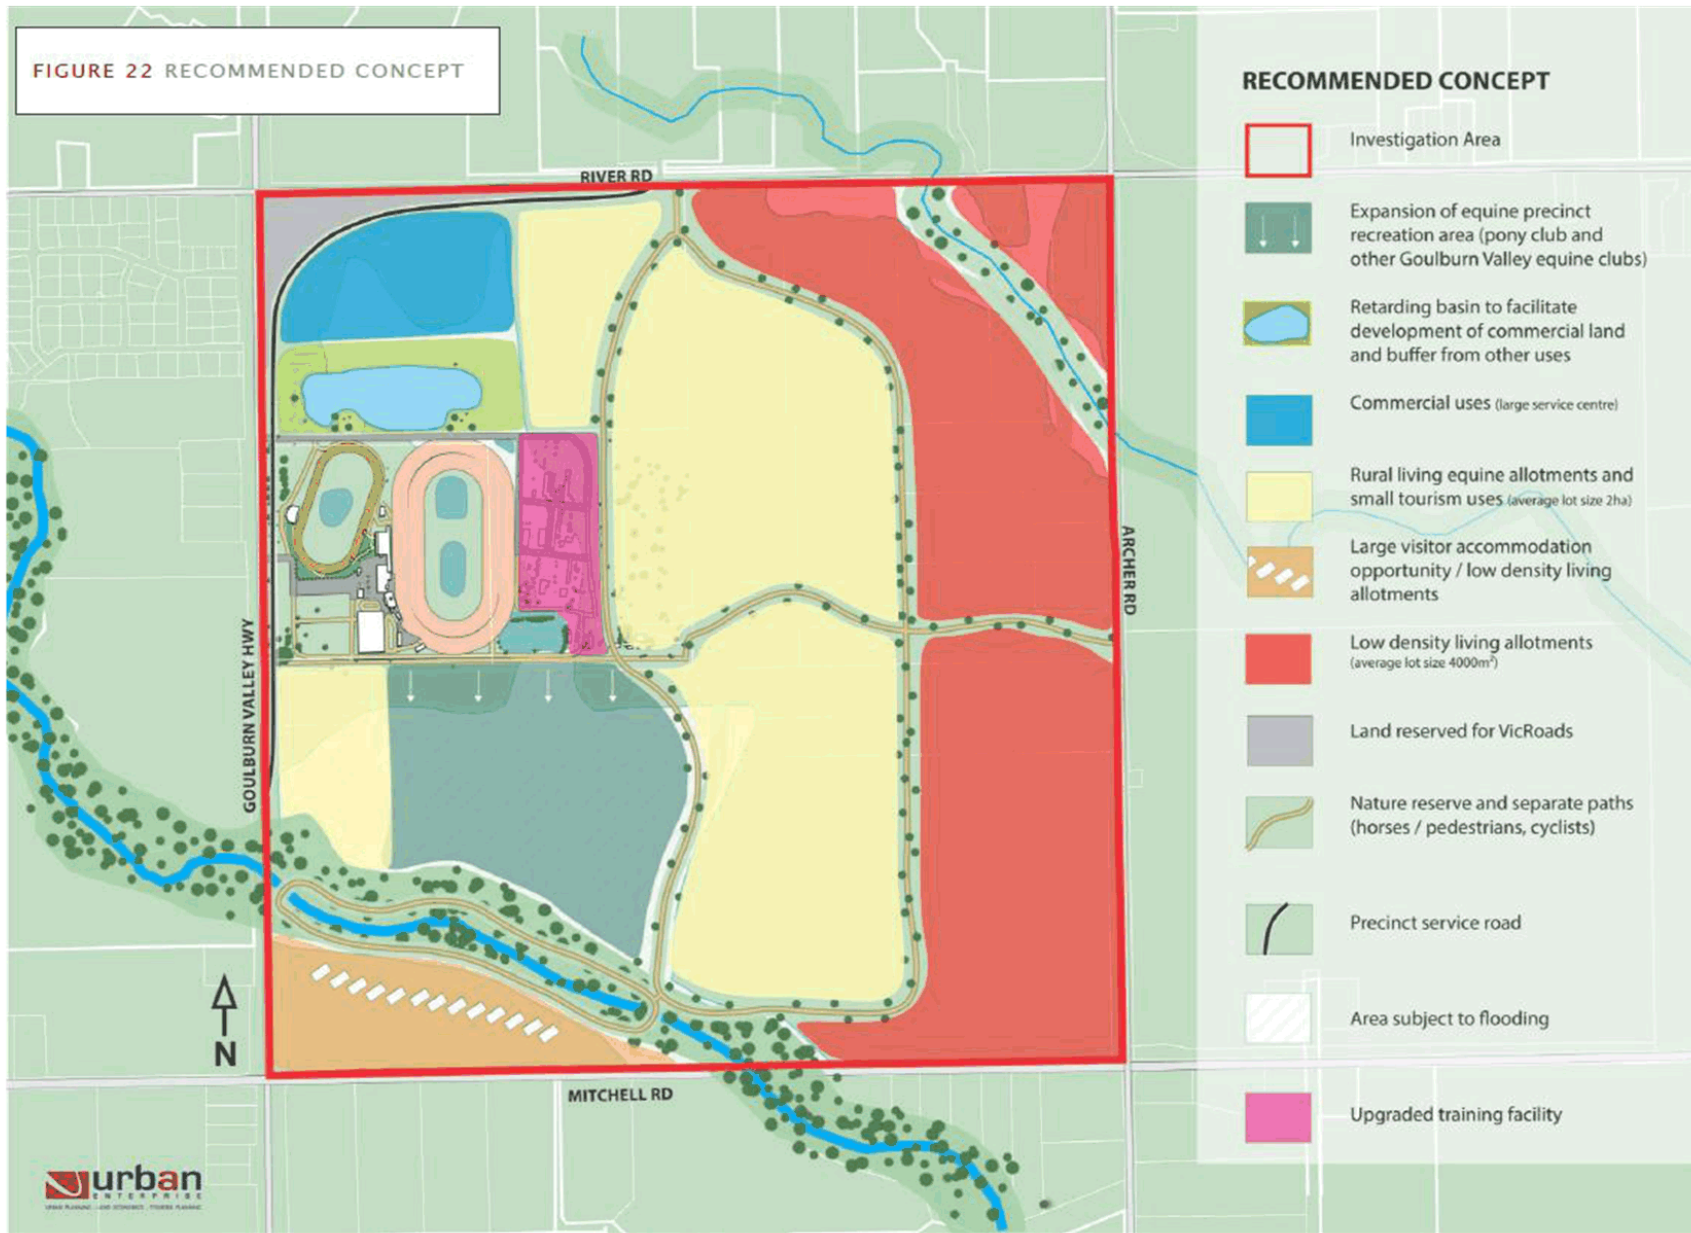 FIGURE 22 RECOMMENDED CONCEPT
RIVER RD
GOULBURN VALLEY HWY
ARCHER RD
MITCHELL RD
N
urban
ENTERPRISE
RECOMMENDED CONCEPT
Investigation Area
Expansion of equine precinct
recreation area (pony club and
other Goulburn Valley equine clubs)
Retarding basin to facilitate
development of commercial land
and buffer from other uses
Commercial uses (large service centre)
Rural living equine allotments and
small tourism uses (average lot size 2ha)
Large visitor accommodation
opportunity / low density living
allotments
Low density living allotments
(average lot size 4000m²)
Land reserved for VicRoads
Nature reserve and separate paths
(horses / pedestrians, cyclists)
Precinct service road
Area subject to flooding
Upgraded training facility